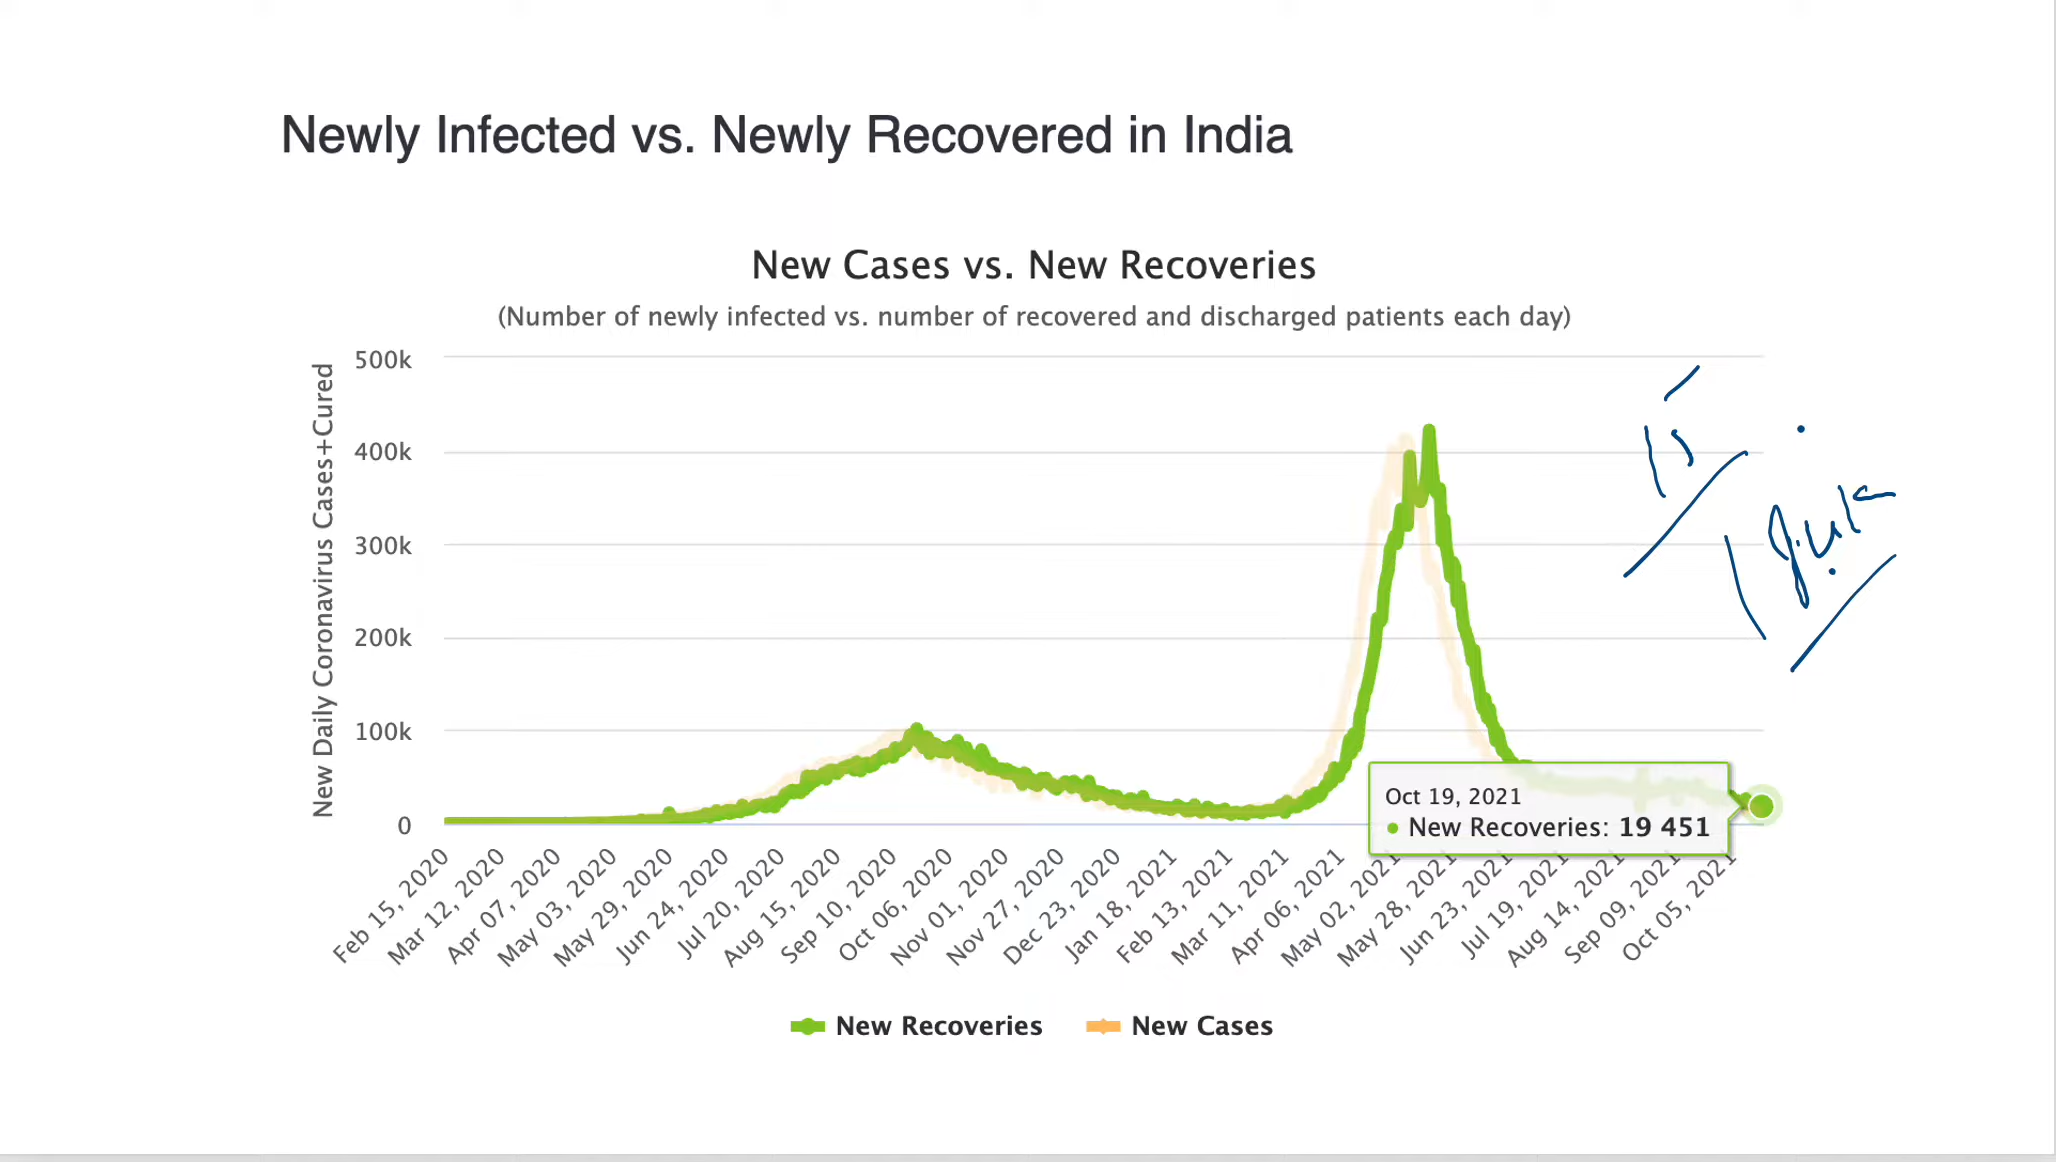 Newly Infected vs. Newly Recovered in India
New Cases vs. New Recoveries
(Number of newly infected vs. number of recovered and discharged patients each day)
New Daily Coronavirus Cases+Cured
500k
400k
300k
200k
100k
0
Oct 19, 2021
● New Recoveries: 19 451
Feb 15, 2020
Mar 12, 2020
Apr 07, 2020
May 03, 2020
May 29, 2020
Jun 24, 2020
Jul 20, 2020
Aug 15, 2020
Sep 10, 2020
Oct 06, 2020
Nov 01, 2020
Nov 27, 2020
Dec 23, 2020
Jan 18, 2021
Feb 13, 2021
Mar 11, 2021
Apr 06, 2021
May 02, 2021
May 28, 2021
Jun 23, 2021
Jul 19, 2021
Aug 14, 2021
Sep 09, 2021
Oct 05, 2021
New Recoveries
New Cases